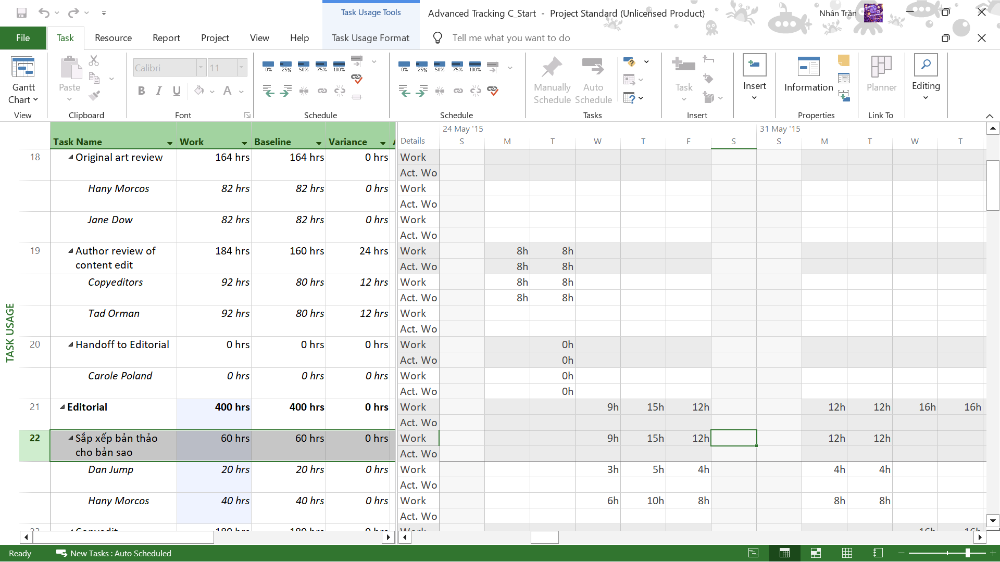 Task Usage Tools
Advanced Tracking C_Start - Project Standard (Unlicensed Product)
Nhân Trần
File Task Resource Report Project View Help Task Usage Format Tell me what you want to do
Calibri 11
0% 25% 50% 75% 100%
0% 25% 50% 75% 100%
Gantt Chart
Paste
B I U A
Manually Schedule
Auto Schedule
Task
Insert
Information
Planner
Editing
View Clipboard Font Schedule Schedule Tasks Insert Properties Link To
24 May '15 31 May '15
Task Name Work Baseline Variance Details S M T W T F S S M T W T
18 Original art review 164 hrs 164 hrs 0 hrs Work
Act. Wo
Hany Morcos 82 hrs 82 hrs 0 hrs Work
Act. Wo
Jane Dow 82 hrs 82 hrs 0 hrs Work
Act. Wo
19 Author review of 184 hrs 160 hrs 24 hrs Work 8h 8h
content edit Act. Wo 8h 8h
Copyeditors 92 hrs 80 hrs 12 hrs Work 8h 8h
Act. Wo 8h 8h
Tad Orman 92 hrs 80 hrs 12 hrs Work
Act. Wo
20 Handoff to Editorial 0 hrs 0 hrs 0 hrs Work 0h
Act. Wo 0h
Carole Poland 0 hrs 0 hrs 0 hrs Work 0h
Act. Wo 0h
21 Editorial 400 hrs 400 hrs 0 hrs Work 9h 15h 12h 12h 12h 16h 16h
Act. Wo
22 Sắp xếp bản thảo 60 hrs 60 hrs 0 hrs Work 9h 15h 12h 12h 12h
cho bản sao Act. Wo
Dan Jump 20 hrs 20 hrs 0 hrs Work 3h 5h 4h 4h 4h
Act. Wo
Hany Morcos 40 hrs 40 hrs 0 hrs Work 6h 10h 8h 8h 8h
Act. Wo
TASK USAGE
Ready New Tasks : Auto Scheduled